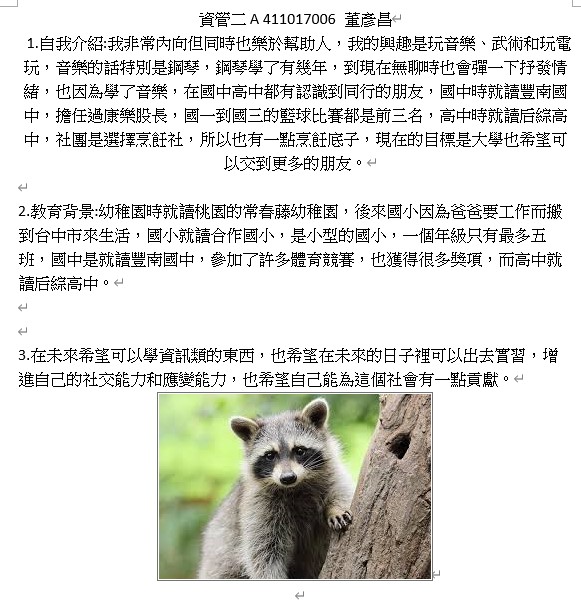 資管二 A 411017006  董彥昌
1.自我介紹:我非常內向但同時也樂於幫助人，我的興趣是玩音樂、武術和玩電
玩，音樂的話特別是鋼琴，鋼琴學了有幾年，到現在無聊時也會彈一下抒發情
緒，也因為學了音樂，在國中高中都有認識到同行的朋友，國中時就讀豐南國
中，擔任過康樂股長，國一到國三的籃球比賽都是前三名，高中時就讀后綜高
中，社團是選擇烹飪社，所以也有一點烹飪底子，現在的目標是大學也希望可
以交到更多的朋友。
2.教育背景:幼稚園時就讀桃園的常春藤幼稚園，後來國小因為爸爸要工作而搬
到台中市來生活，國小就讀合作國小，是小型的國小，一個年級只有最多五
班，國中是就讀豐南國中，參加了許多體育競賽，也獲得很多獎項，而高中就
讀后綜高中。
3.在未來希望可以學資訊類的東西，也希望在未來的日子裡可以出去實習，增
進自己的社交能力和應變能力，也希望自己能為這個社會有一點貢獻。